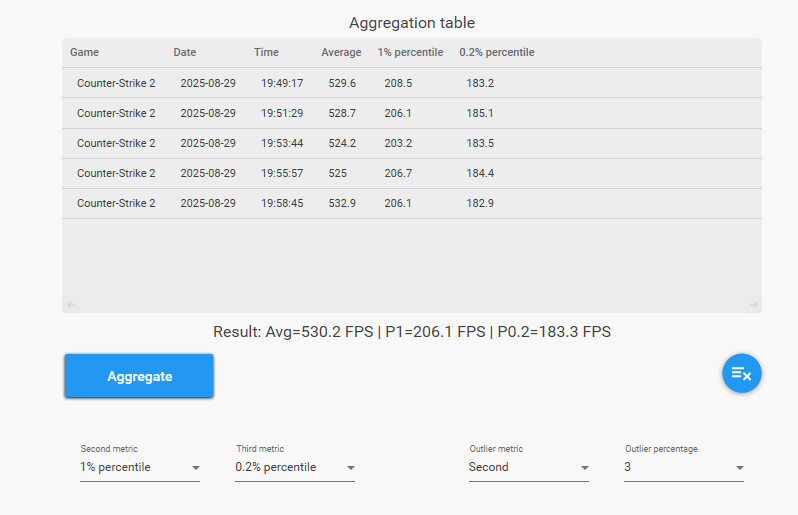 Aggregation table
Game Date Time Average 1% percentile 0.2% percentile
Counter-Strike 2 2025-08-29 19:49:17 529.6 208.5 183.2
Counter-Strike 2 2025-08-29 19:51:29 528.7 206.1 185.1
Counter-Strike 2 2025-08-29 19:53:44 524.2 203.2 183.5
Counter-Strike 2 2025-08-29 19:55:57 525 206.7 184.4
Counter-Strike 2 2025-08-29 19:58:45 532.9 206.1 182.9
Result: Avg=530.2 FPS | P1=206.1 FPS | P0.2=183.3 FPS
Aggregate
Second metric Third metric Outlier metric Outlier percentage
1% percentile 0.2% percentile Second 3